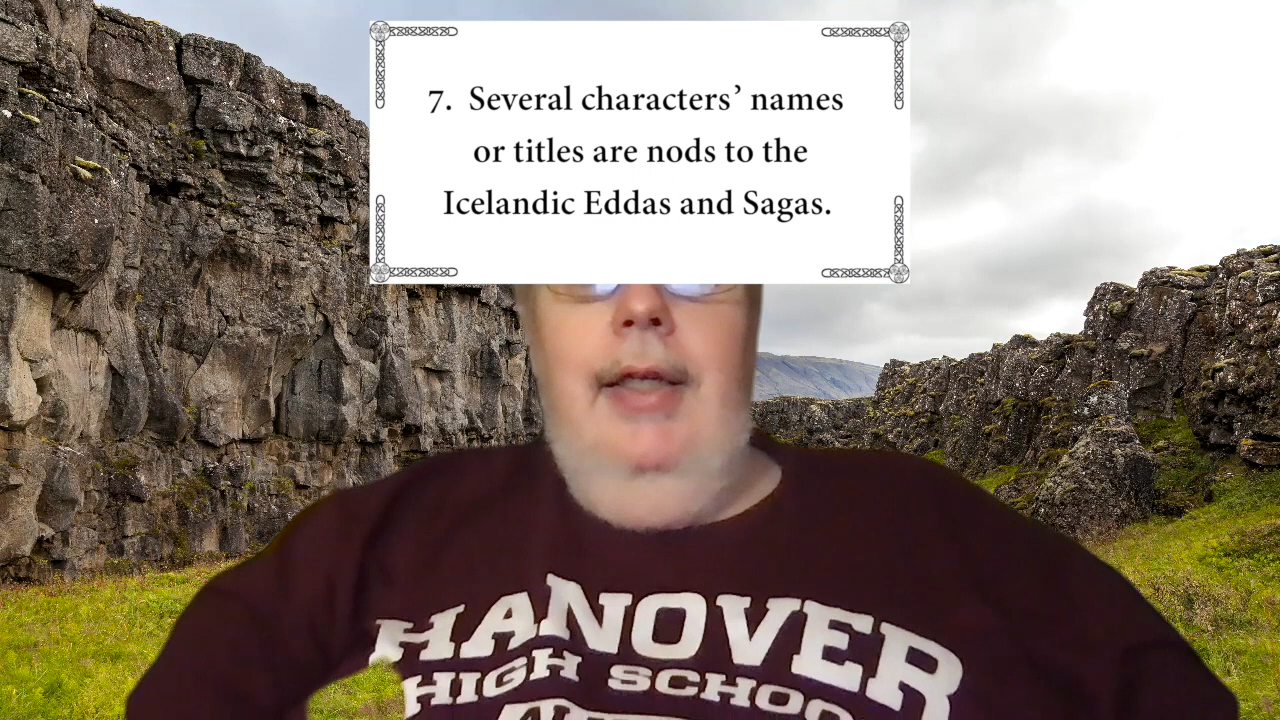 7. Several characters’ names
or titles are nods to the
Icelandic Eddas and Sagas.
HANOVER
HIGH SCHOO